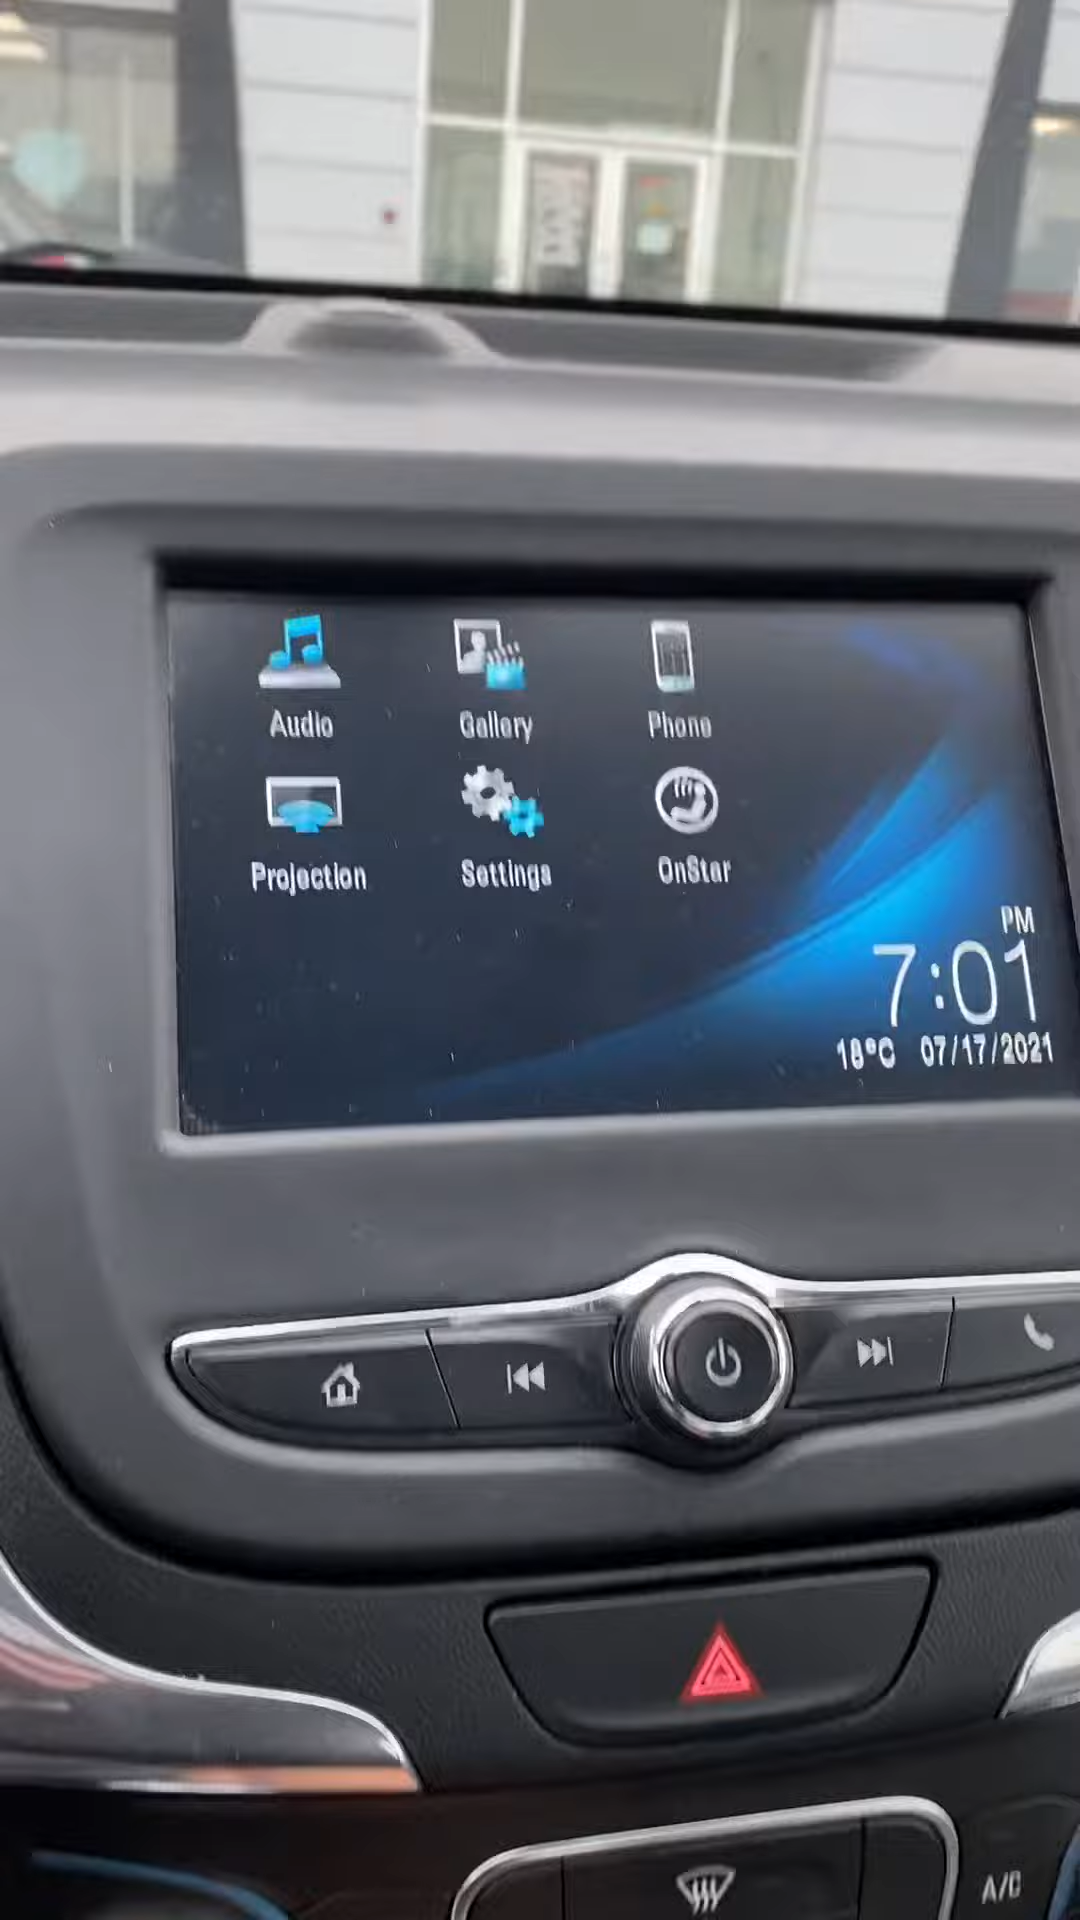 Audio Gallery Phone
Projection Settings OnStar
PM
7:01
18°C 07/17/2021
A/C